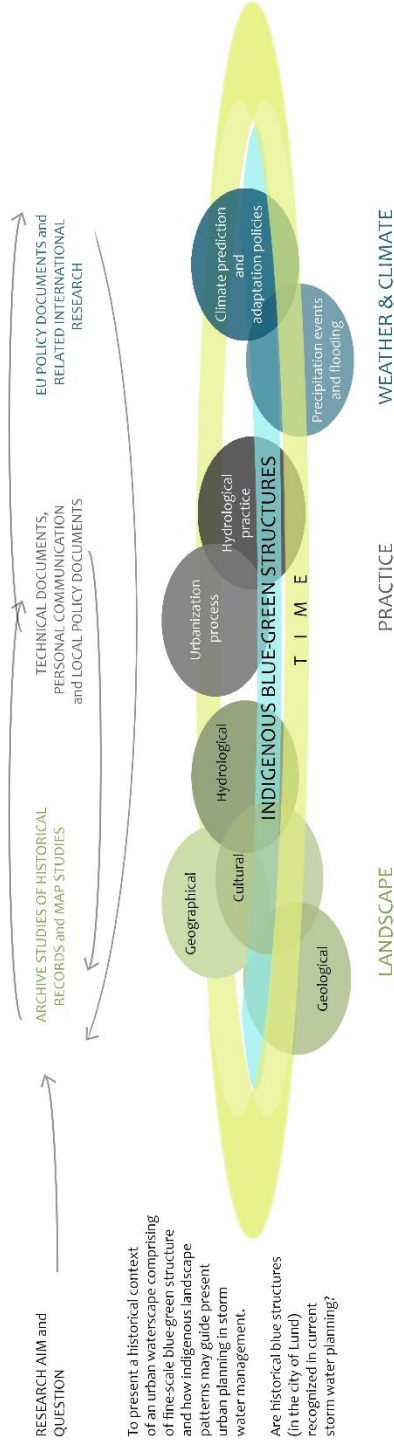 RESEARCH AIM and
QUESTION
ARCHIVE STUDIES OF HISTORICAL
RECORDS and MAP STUDIES
TECHNICAL DOCUMENTS,
PERSONAL COMMUNICATION
and LOCAL POLICY DOCUMENTS
EU POLICY DOCUMENTS and
RELATED INTERNATIONAL
RESEARCH
To present a historical context
of an urban waterscape comprising
of fine-scale blue-green structure
and how indigenous landscape
patterns may guide present
urban planning in storm
water management.
Are historical blue structures
(in the city of Lund)
recognized in current
storm water planning?
Geographical
Cultural
Geological
Hydrological
Urbanization
process
Hydrological
practice
Climate prediction
and
adaptation policies
Precipitation events
and flooding
INDIGENOUS BLUE-GREEN STRUCTURES
TIME
LANDSCAPE
PRACTICE
WEATHER & CLIMATE